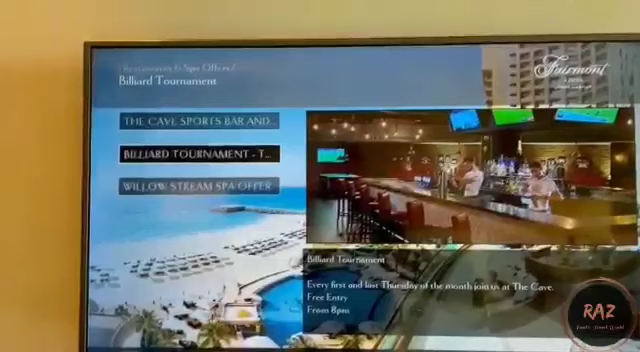 / Restaurants & Spa Offers /
Billiard Tournament
Fairmont
THE CAVE SPORTS BAR AND...
BILLIARD TOURNAMENT - T...
WILLOW STREAM SPA OFFER
Billiard Tournament
Every first and last Thursday of the month join us at The Cave.
Free Entry
From 8pm
RAZ